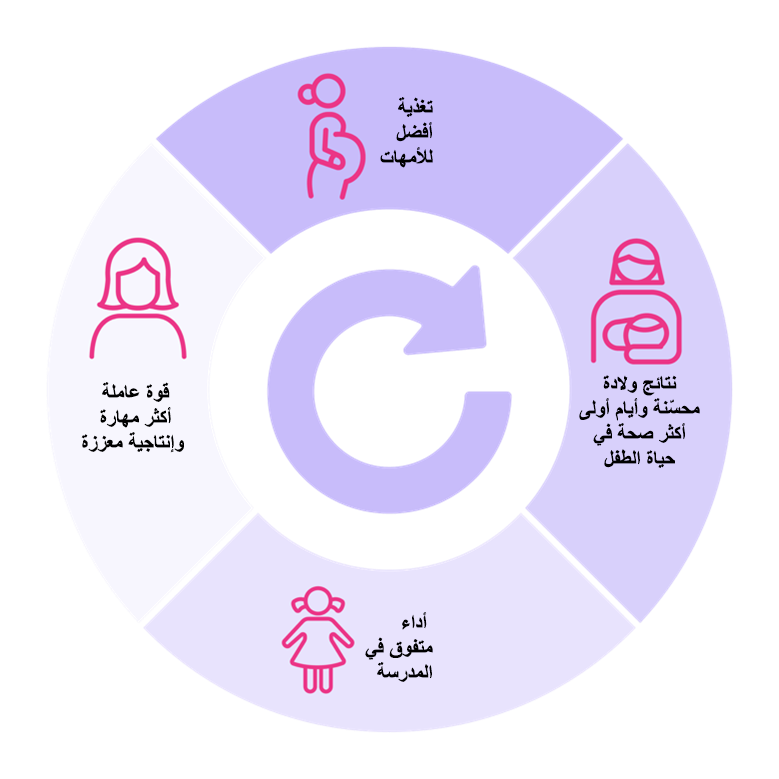 تغذية
أفضل
للأمهات
نتائج ولادة
محسّنة وأيام أولى
أكثر صحة في
حياة الطفل
أداء
متفوق في
المدرسة
قوة عاملة
أكثر مهارة
وإنتاجية معززة